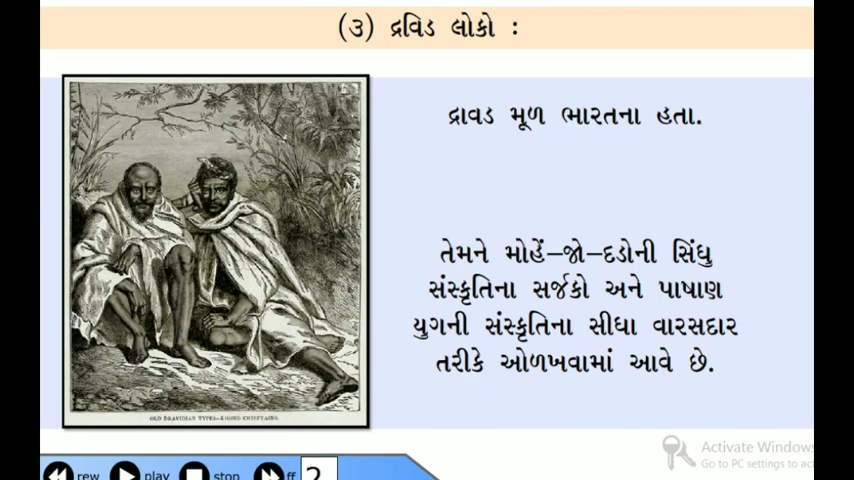 (૩) દ્રવિડ લોકો :
દ્રાવડ મૂળ ભારતના હતા.
તેમને મોહેં–જો–દડોની સિંધુ
સંસ્કૃતિના સર્જકો અને પાષાણ
યુગની સંસ્કૃતિના સીધા વારસદાર
તરીકે ઓળખવામાં આવે છે.
OLD DRAVIDIAN TYPES—KHOND CHIEFTAINS.
Activate Windows
Go to PC settings to act
rew play stop ff 2